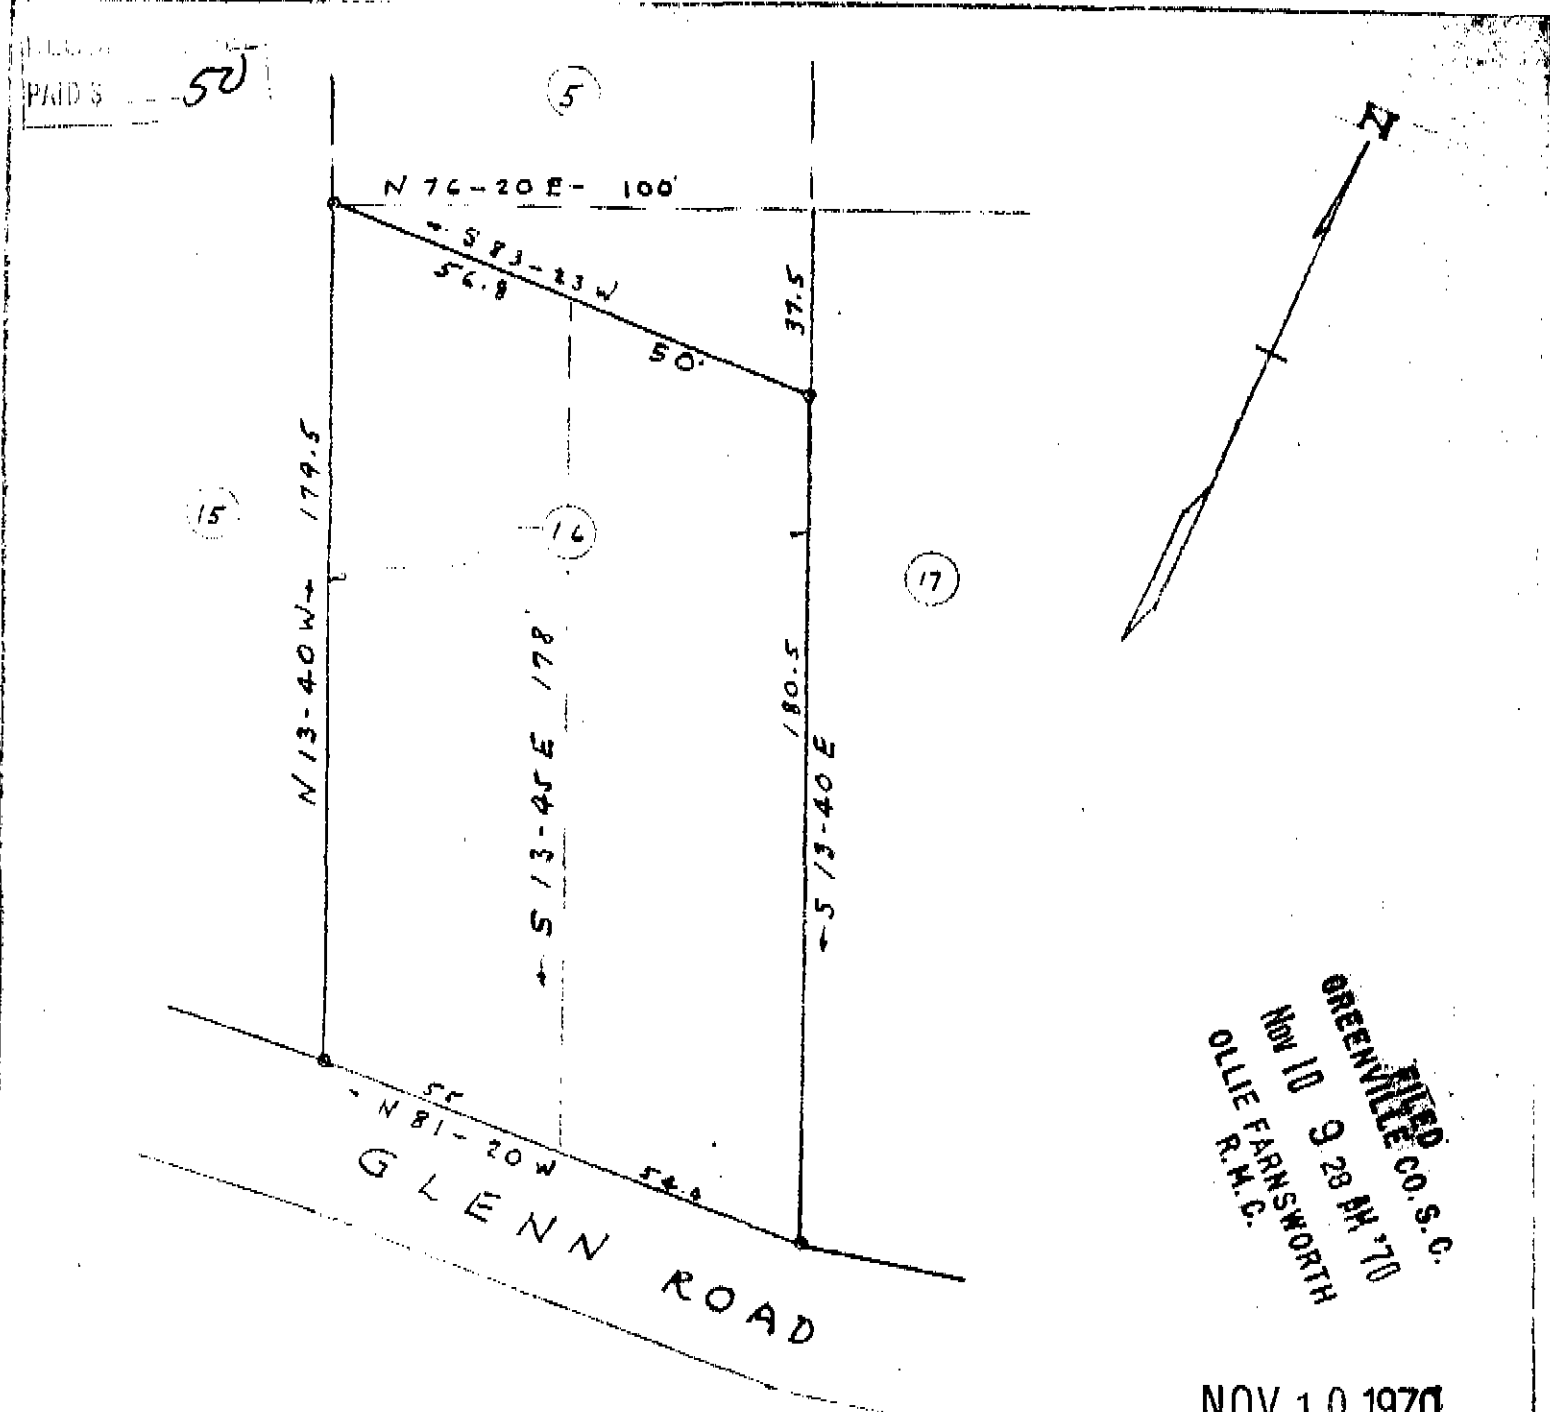 PAID $ 50
5
N
N 76-20 E- 100'
← S 83-23 W
56.8
50'
37.5
N 13-40 W→ 179.5
15
16
17
← S 13-45 E 178'
180.5
← S 13-40 E
55
N 81-20 W
GLENN ROAD
FILED
GREENVILLE CO. S. C.
NOV 10 9 28 AM '70
OLLIE FARNSWORTH
R.M.C.
NOV 10 1970